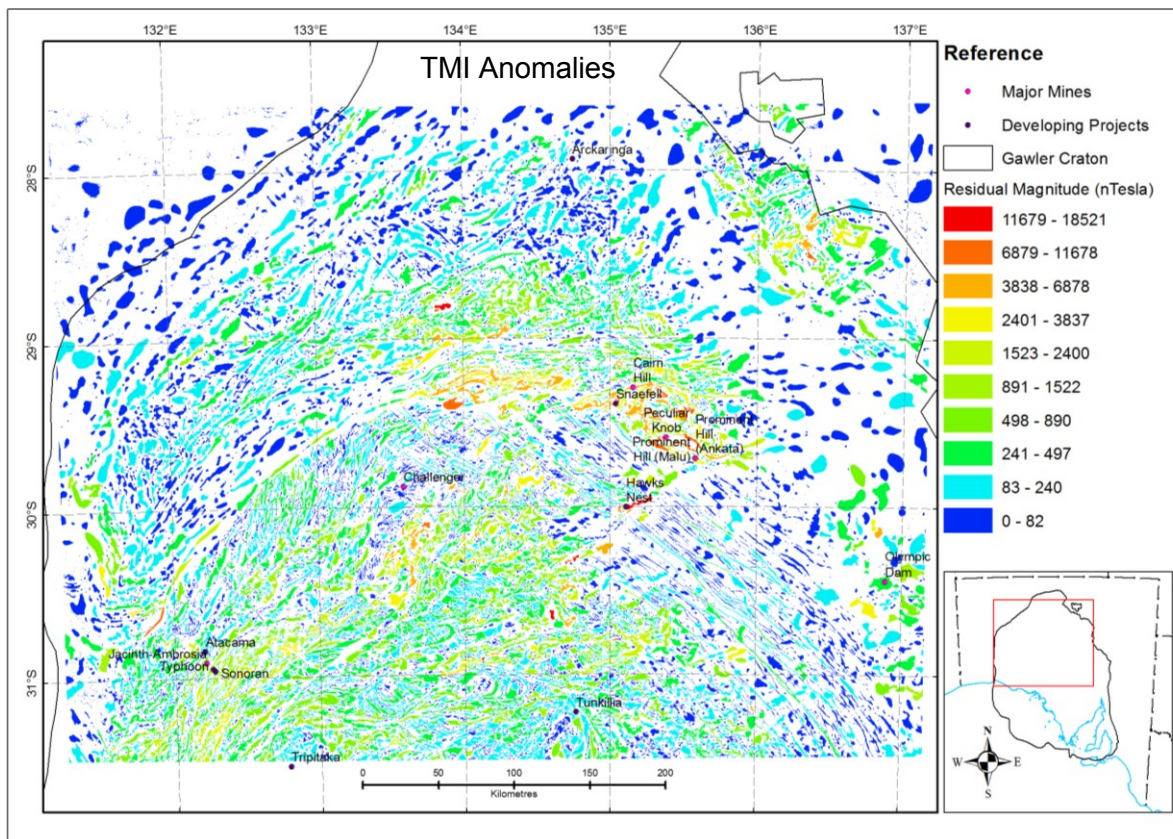 132°E 133°E 134°E 135°E 136°E 137°E
TMI Anomalies
28°S
29°S
30°S
31°S
Arckaringa
Cairn
Hill
Snaefell
Peculiar
Knob
Prominent
Hill
(Ankata)
Prominent
Hill (Malu)
Hawks
Nest
Challenger
Olympic
Dam
Atacama
Jacinth-Ambrosia
Typhoon
Sonoran
Tunkillia
Tripitaka
0 50 100 150 200
Kilometres
Reference
Major Mines
Developing Projects
Gawler Craton
Residual Magnitude (nTesla)
11679 - 18521
6879 - 11678
3838 - 6878
2401 - 3837
1523 - 2400
891 - 1522
498 - 890
241 - 497
83 - 240
0 - 82
N
W E
S